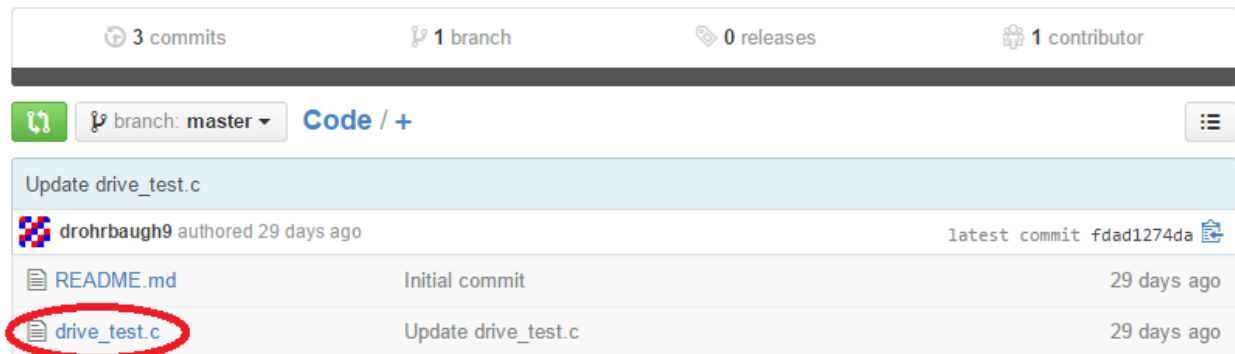 3 commits 1 branch 0 releases 1 contributor
branch: master Code / +
Update drive_test.c
drohrbaugh9 authored 29 days ago latest commit fdad1274da
README.md Initial commit 29 days ago
drive_test.c Update drive_test.c 29 days ago